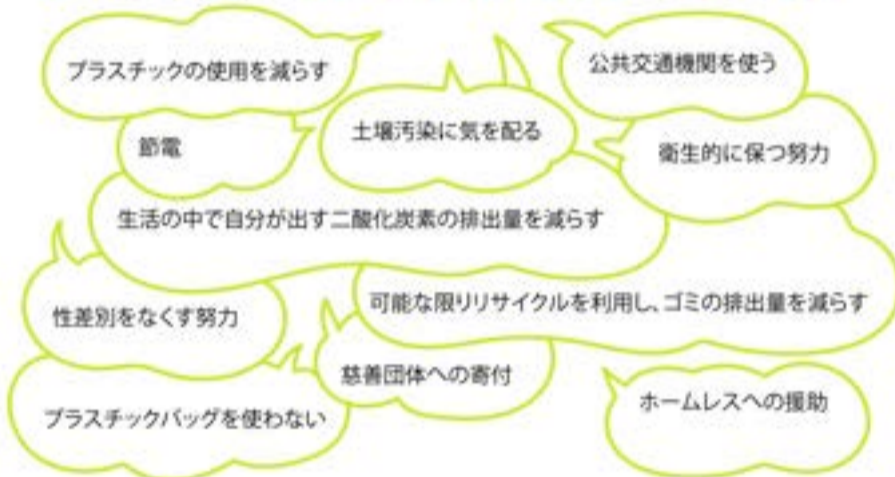 プラスチックの使用を減らす
公共交通機関を使う
土壌汚染に気を配る
節電
衛生的に保つ努力
生活の中で自分が出す二酸化炭素の排出量を減らす
可能な限りリサイクルを利用し、ゴミの排出量を減らす
性差別をなくす努力
慈善団体への寄付
ホームレスへの援助
プラスチックバッグを使わない